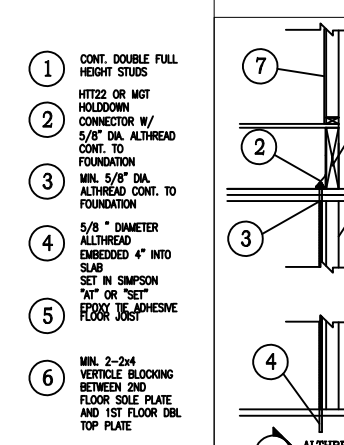 1
CONT. DOUBLE FULL
HEIGHT STUDS
2
HTT22 OR MGT
HOLDDOWN
CONNECTOR W/
5/8" DIA. ALTHREAD
CONT. TO
FOUNDATION
3
MIN. 5/8" DIA.
ALTHREAD CONT. TO
FOUNDATION
4
5/8 " DIAMETER
ALLTHREAD
EMBEDDED 4" INTO
SLAB
SET IN SIMPSON
"AT" OR "SET"
EPOXY TIE ADHESIVE
5
FLOOR JOIST
6
MIN. 2-2x4
VERTICLE BLOCKING
BETWEEN 2ND
FLOOR SOLE PLATE
AND 1ST FLOOR DBL
TOP PLATE
7
2
3
4